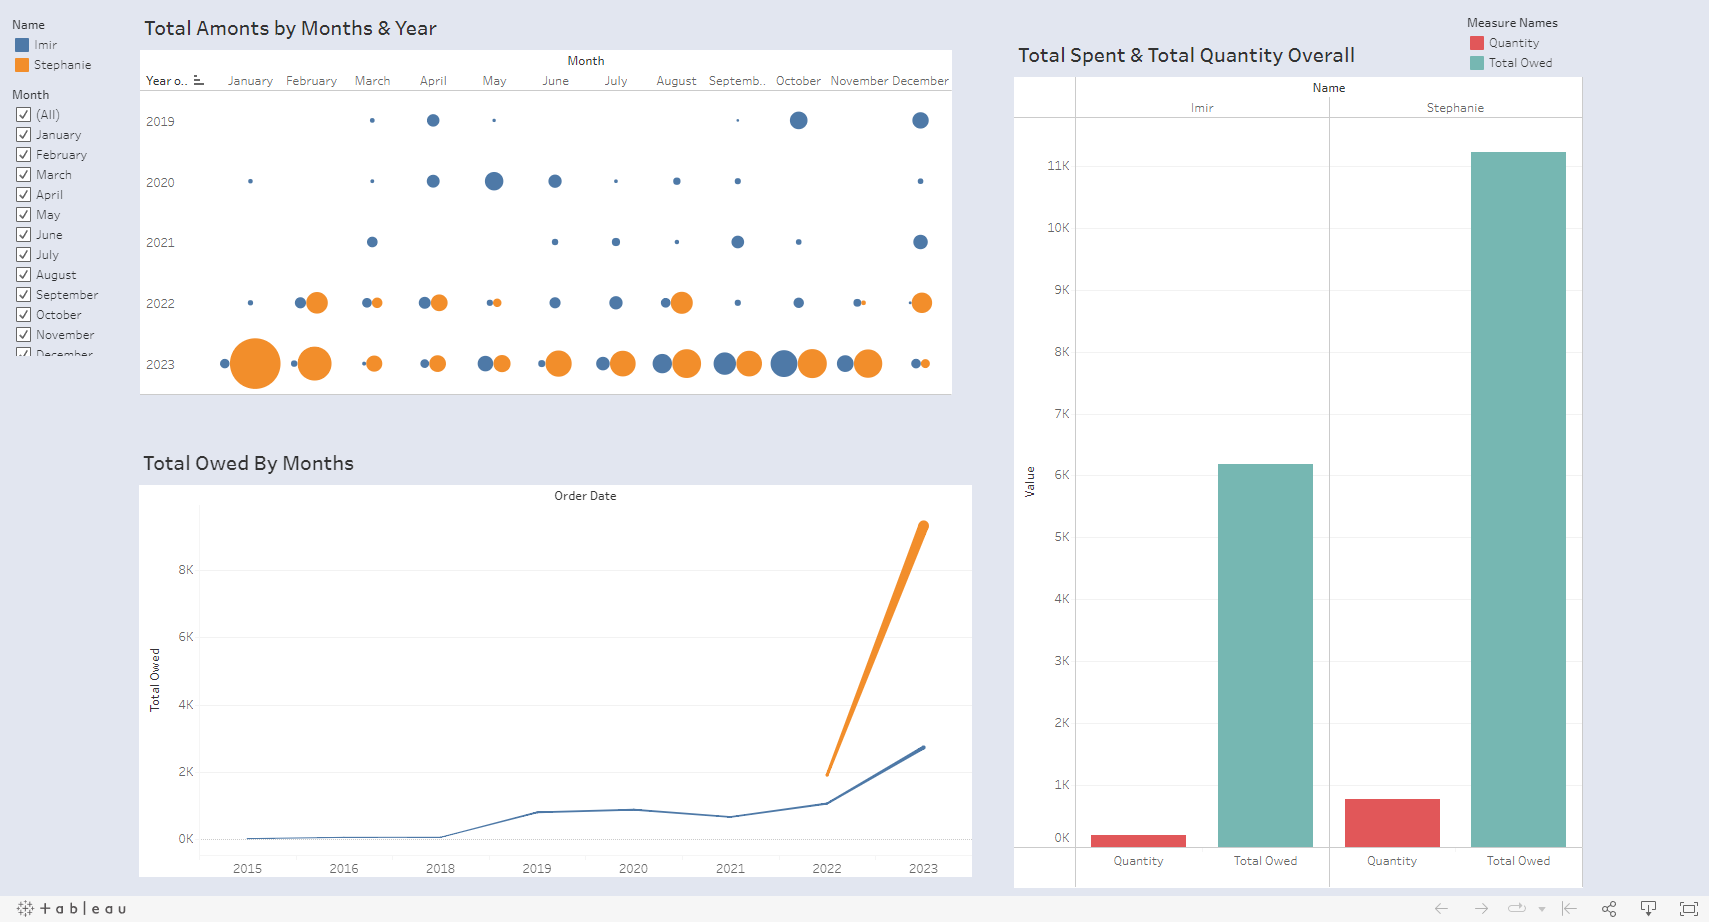 Name
Imir
Stephanie
Month
(All)
January
February
March
April
May
June
July
August
September
October
November
December
Total Amonts by Months & Year
Month
Year o.. January February March April May June July August Septemb.. October November December
2019
2020
2021
2022
2023
Total Owed By Months
Order Date
Total Owed
8K
6K
4K
2K
0K
2015 2016 2018 2019 2020 2021 2022 2023
Measure Names
Quantity
Total Owed
Total Spent & Total Quantity Overall
Name
Imir Stephanie
Value
11K
10K
9K
8K
7K
6K
5K
4K
3K
2K
1K
0K
Quantity Total Owed Quantity Total Owed
+ableau